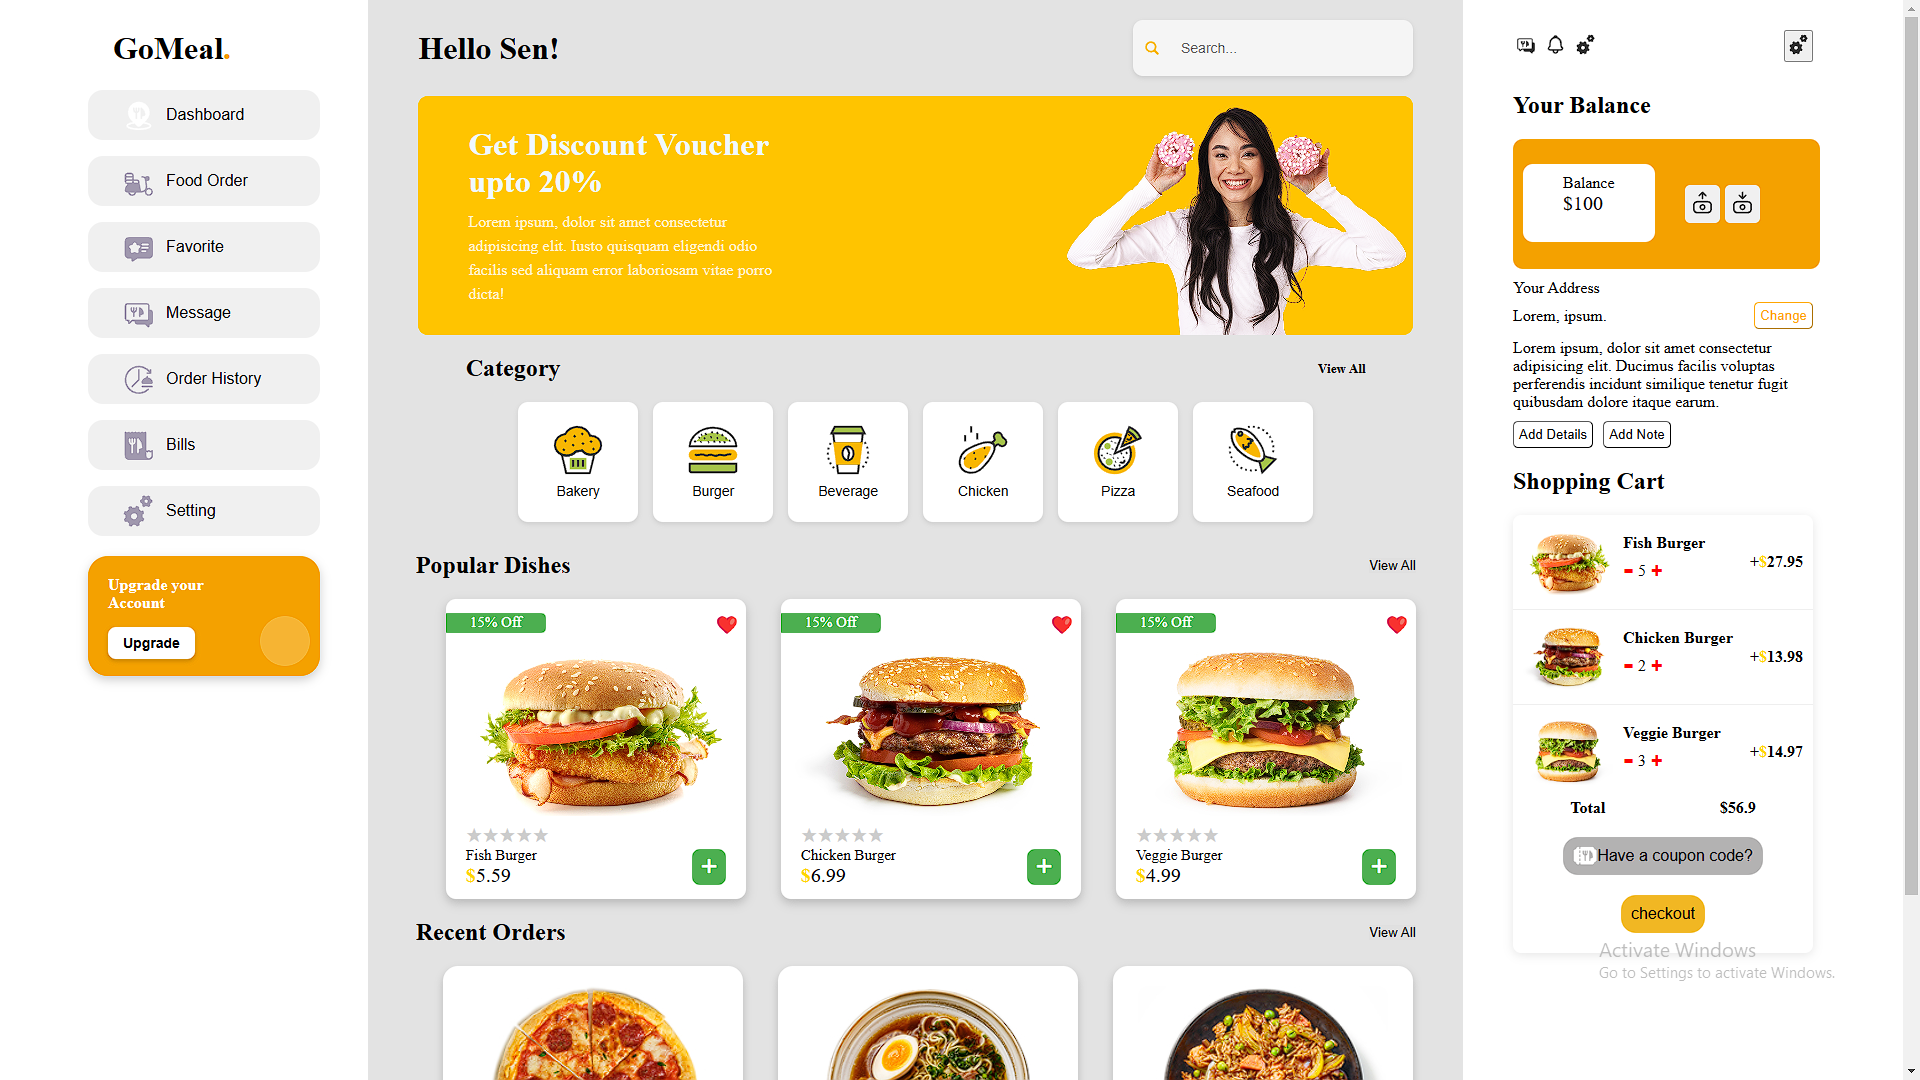 GoMeal.
Dashboard
Food Order
Favorite
Message
Order History
Bills
Setting
Upgrade your
Account
Upgrade
Hello Sen!
Search...
Get Discount Voucher
upto 20%
Lorem ipsum, dolor sit amet consectetur
adipisicing elit. Iusto quisquam eligendi odio
facilis sed aliquam error laboriosam vitae porro
dicta!
Category
View All
Bakery
Burger
Beverage
Chicken
Pizza
Seafood
Popular Dishes
View All
15% Off
Fish Burger
$5.59
15% Off
Chicken Burger
$6.99
15% Off
Veggie Burger
$4.99
Recent Orders
View All
Your Balance
Balance
$100
Your Address
Lorem, ipsum.
Change
Lorem ipsum, dolor sit amet consectetur
adipisicing elit. Ducimus facilis voluptas
perferendis incidunt similique tenetur fugit
quibusdam dolore itaque earum.
Add Details
Add Note
Shopping Cart
Fish Burger
5
+$27.95
Chicken Burger
2
+$13.98
Veggie Burger
3
+$14.97
Total $56.9
Have a coupon code?
checkout
Activate Windows
Go to Settings to activate Windows.